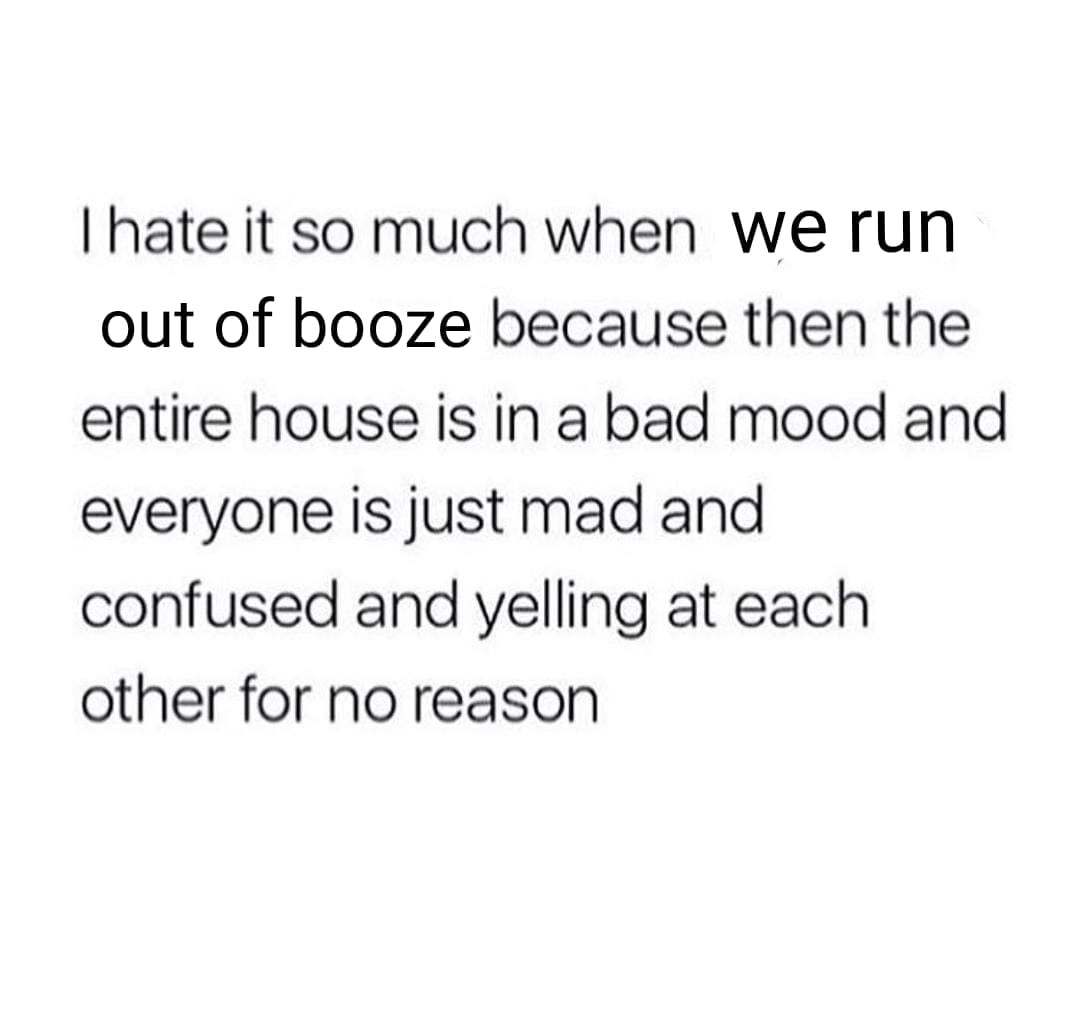 I hate it so much when we run
out of booze because then the
entire house is in a bad mood and
everyone is just mad and
confused and yelling at each
other for no reason